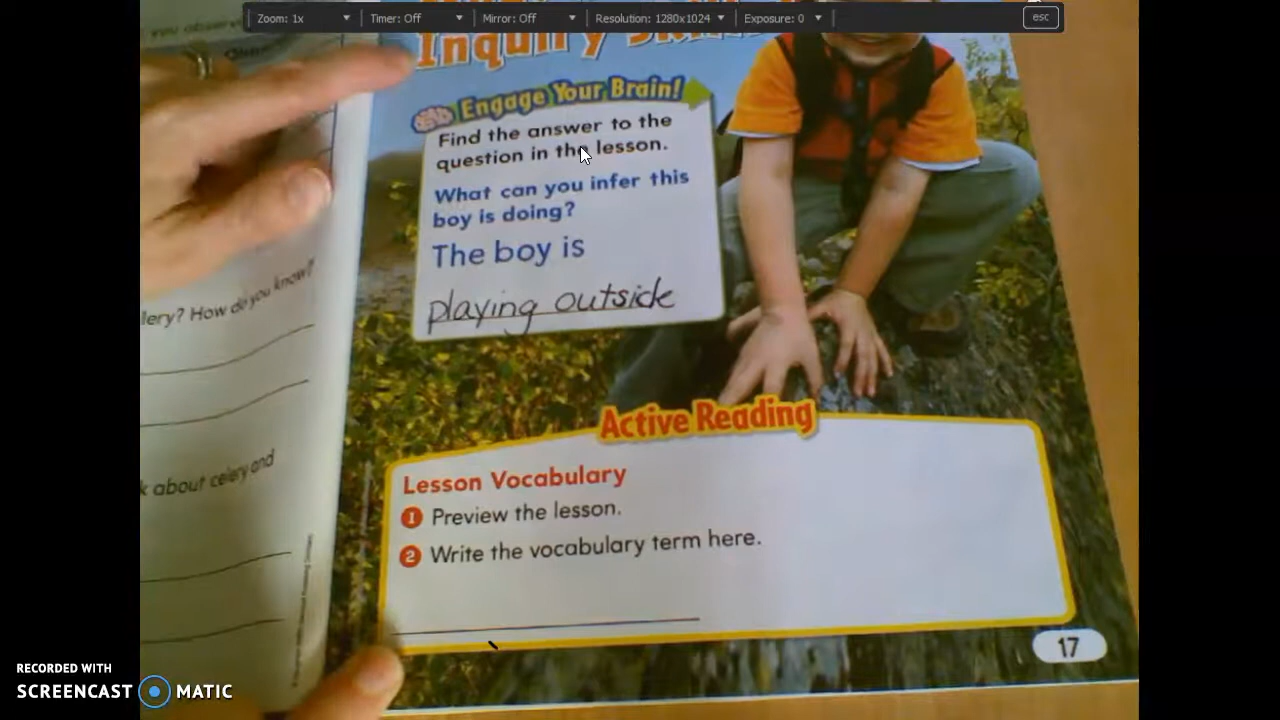 Zoom: 1x Timer: Off Mirror: Off Resolution: 1280x1024 Exposure: 0 esc
you observ
Inquiry
Engage Your Brain!
Find the answer to the
question in the lesson.
What can you infer this
boy is doing?
The boy is
playing outside
lery? How do you know?
k about celery and
Active Reading
Lesson Vocabulary
1 Preview the lesson.
2 Write the vocabulary term here.
17
RECORDED WITH
SCREENCAST MATIC